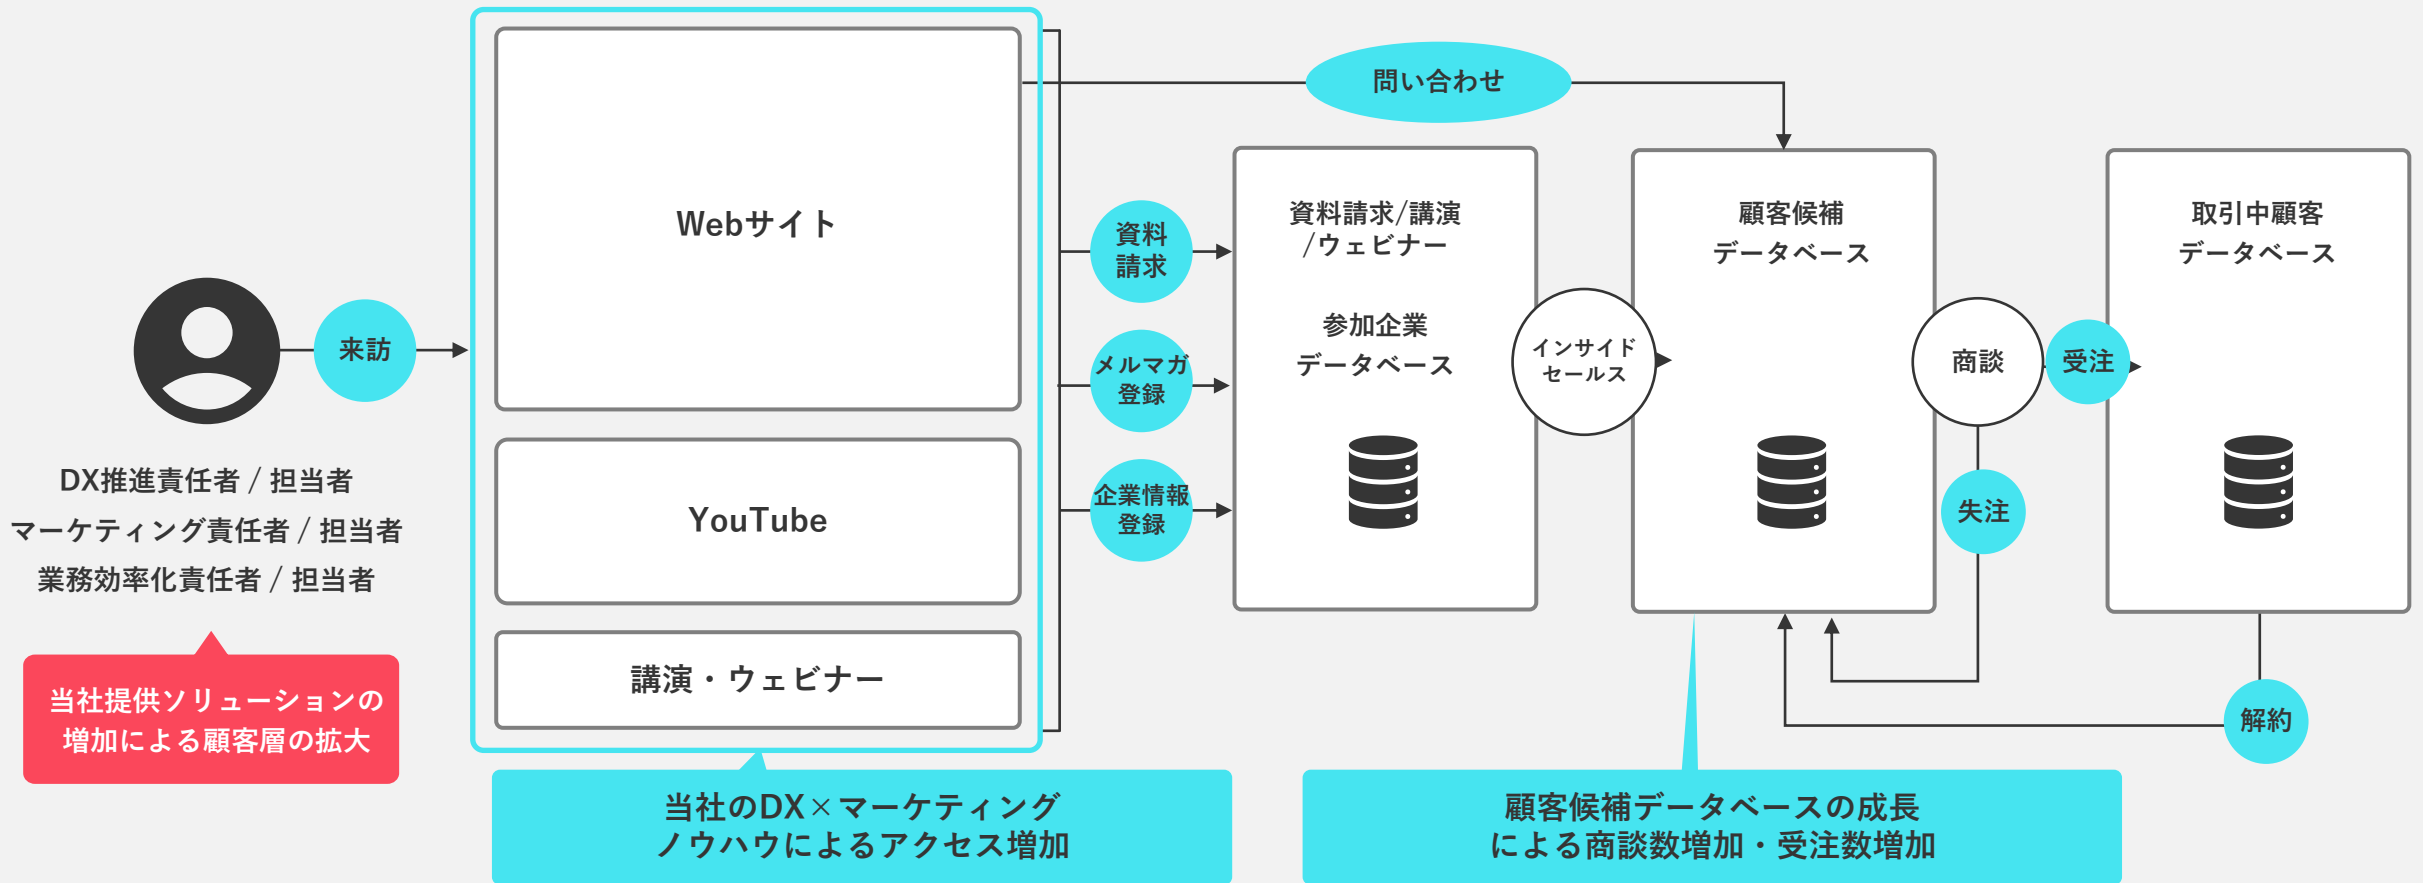 Webサイト
YouTube
講演・ウェビナー
来訪
DX推進責任者 / 担当者
マーケティング責任者 / 担当者
業務効率化責任者 / 担当者
当社提供ソリューションの
増加による顧客層の拡大
当社のDX×マーケティング
ノウハウによるアクセス増加
問い合わせ
資料
請求
メルマガ
登録
企業情報
登録
資料請求/講演
/ウェビナー
参加企業
データベース
インサイド
セールス
顧客候補
データベース
商談
受注
失注
取引中顧客
データベース
解約
顧客候補データベースの成長
による商談数増加・受注数増加